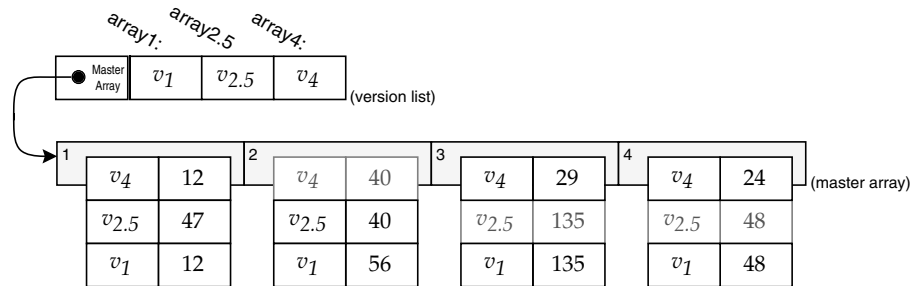 array1: array2.5 array4:
Master Array v1 v2.5 v4
(version list)
1 2 3 4
v4 12 v4 40 v4 29 v4 24
(master array)
v2.5 47 v2.5 40 v2.5 135 v2.5 48
v1 12 v1 56 v1 135 v1 48